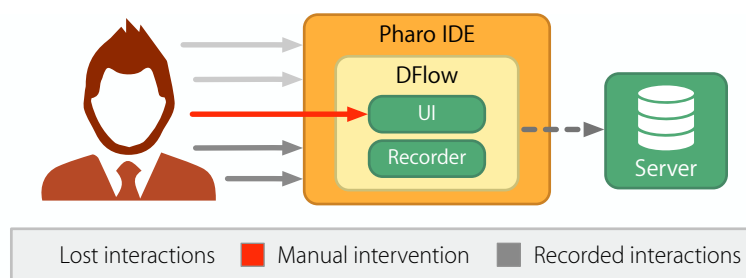 Pharo IDE
DFlow
UI
Recorder
Server
Lost interactions Manual intervention Recorded interactions